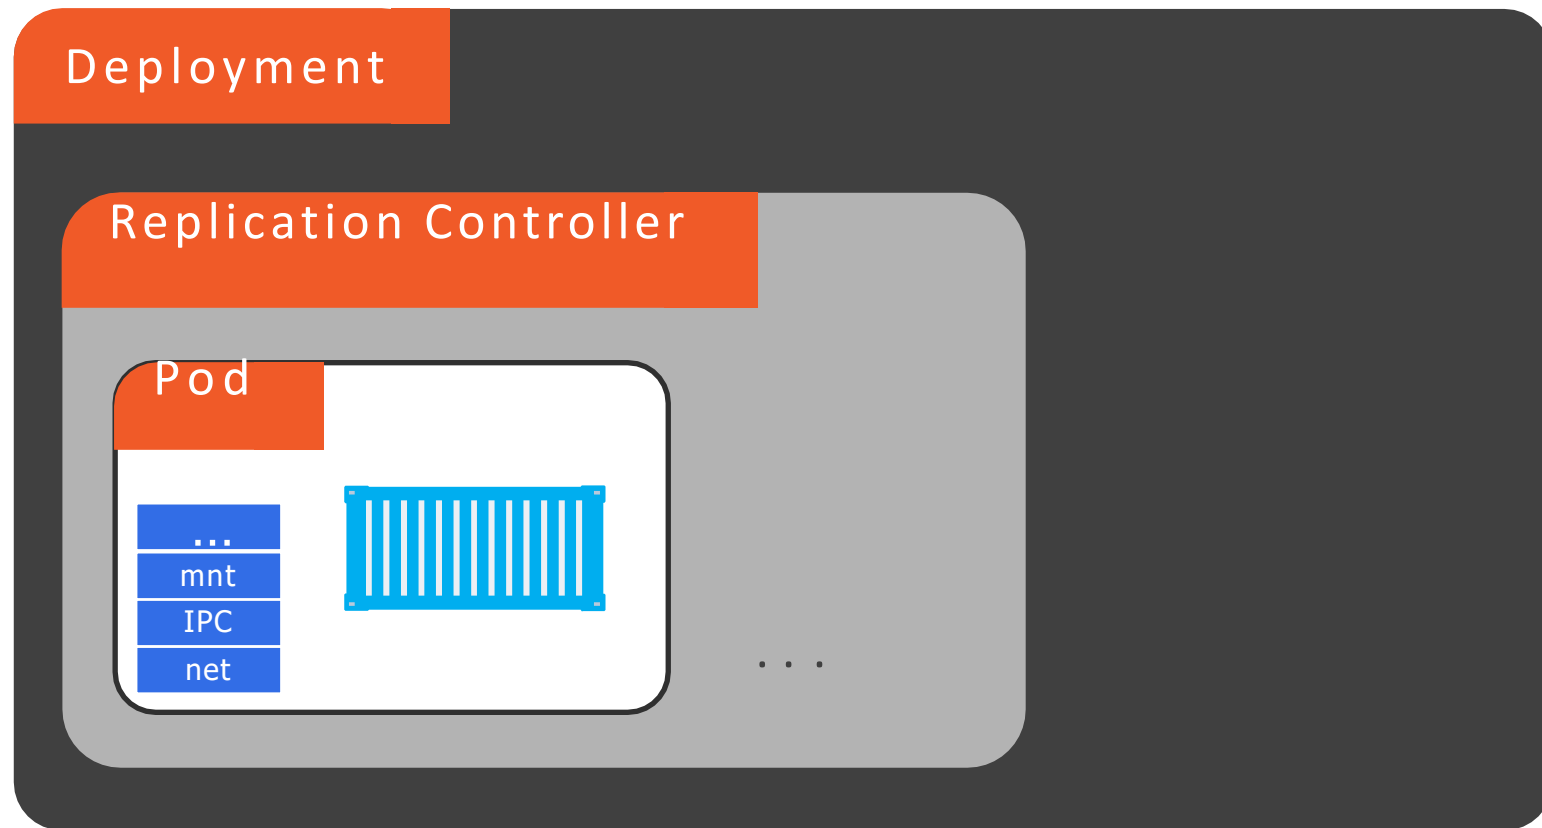 Deployment
Replication Controller
Pod
...
mnt
IPC
net
. . .